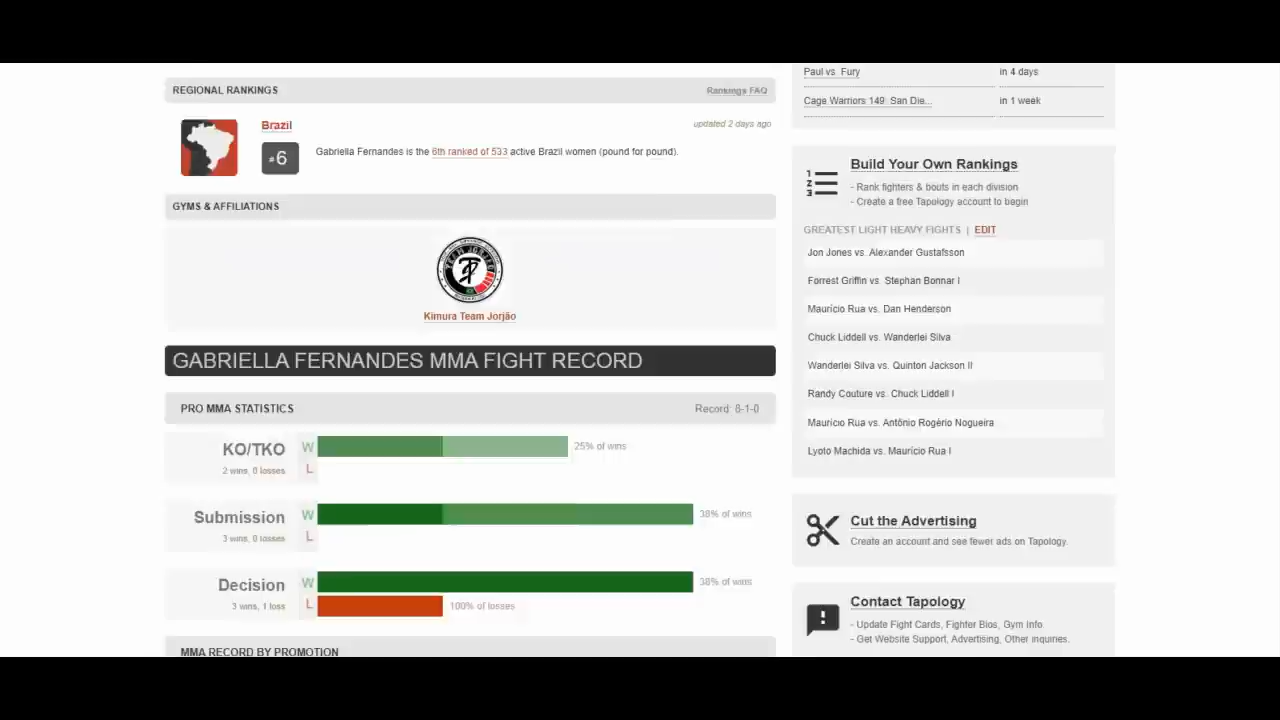 REGIONAL RANKINGS
Rankings FAQ
Brazil
updated 2 days ago
#6
Gabriella Fernandes is the 6th ranked of 533 active Brazil women (pound for pound).
GYMS & AFFILIATIONS
Kimura Team Jorjão
GABRIELLA FERNANDES MMA FIGHT RECORD
PRO MMA STATISTICS
Record: 8-1-0
KO/TKO
2 wins, 0 losses
W
L
25% of wins
Submission
3 wins, 0 losses
W
L
38% of wins
Decision
3 wins, 1 loss
W
L
38% of wins
100% of losses
MMA RECORD BY PROMOTION
Paul vs. Fury
in 4 days
Cage Warriors 149: San Die...
in 1 week
1
2
3
Build Your Own Rankings
- Rank fighters & bouts in each division
- Create a free Tapology account to begin
GREATEST LIGHT HEAVY FIGHTS | EDIT
Jon Jones vs. Alexander Gustafsson
Forrest Griffin vs. Stephan Bonnar I
Maurício Rua vs. Dan Henderson
Chuck Liddell vs. Wanderlei Silva
Wanderlei Silva vs. Quinton Jackson II
Randy Couture vs. Chuck Liddell I
Maurício Rua vs. Antônio Rogério Nogueira
Lyoto Machida vs. Maurício Rua I
Cut the Advertising
Create an account and see fewer ads on Tapology.
Contact Tapology
- Update Fight Cards, Fighter Bios, Gym Info.
- Get Website Support, Advertising, Other inquiries.